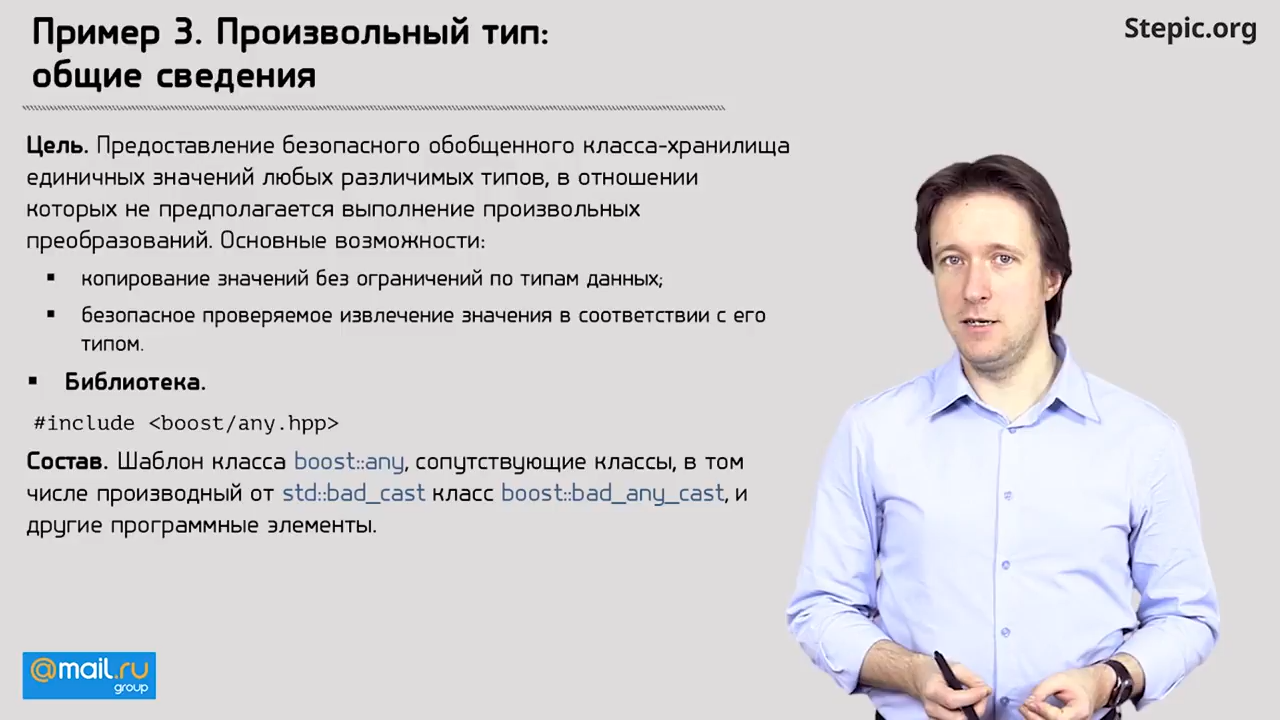 Пример 3. Произвольный тип:
общие сведения
Stepic.org
Цель. Предоставление безопасного обобщенного класса-хранилища
единичных значений любых различимых типов, в отношении
которых не предполагается выполнение произвольных
преобразований. Основные возможности:
▪ копирование значений без ограничений по типам данных;
▪ безопасное проверяемое извлечение значения в соответствии с его
типом.
▪ Библиотека.
#include <boost/any.hpp>
Состав. Шаблон класса boost::any, сопутствующие классы, в том
числе производный от std::bad_cast класс boost::bad_any_cast, и
другие программные элементы.
@mail.ru
group